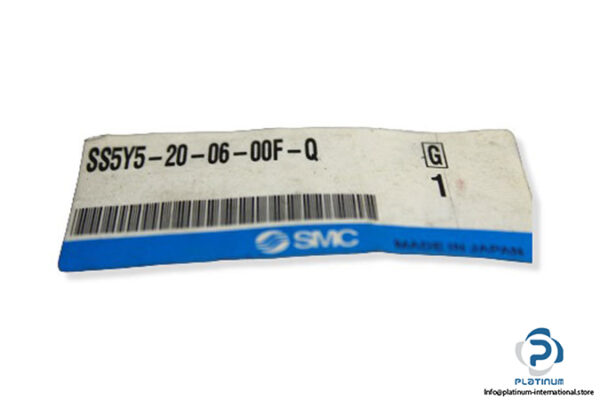 SS5Y5-20-06-00F-Q
G
1
SMC
MADE IN JAPAN
PLATINUM
Info@platinum-international.store